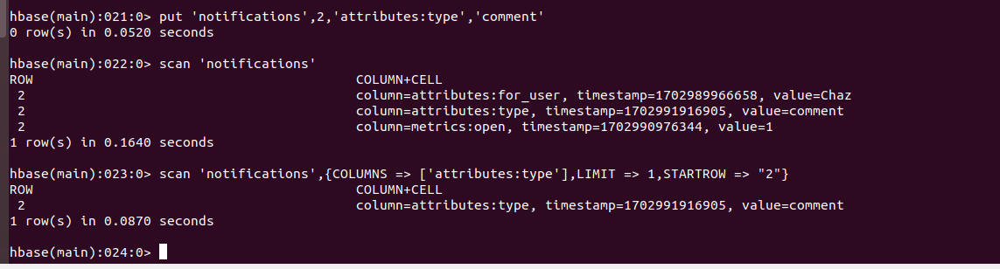 hbase(main):021:0> put 'notifications',2,'attributes:type','comment'
0 row(s) in 0.0520 seconds
hbase(main):022:0> scan 'notifications'
ROW COLUMN+CELL
2 column=attributes:for_user, timestamp=1702989966658, value=Chaz
2 column=attributes:type, timestamp=1702991916905, value=comment
2 column=metrics:open, timestamp=1702990976344, value=1
1 row(s) in 0.1640 seconds
hbase(main):023:0> scan 'notifications',{COLUMNS => ['attributes:type'],LIMIT => 1,STARTROW => "2"}
ROW COLUMN+CELL
2 column=attributes:type, timestamp=1702991916905, value=comment
1 row(s) in 0.0870 seconds
hbase(main):024:0>